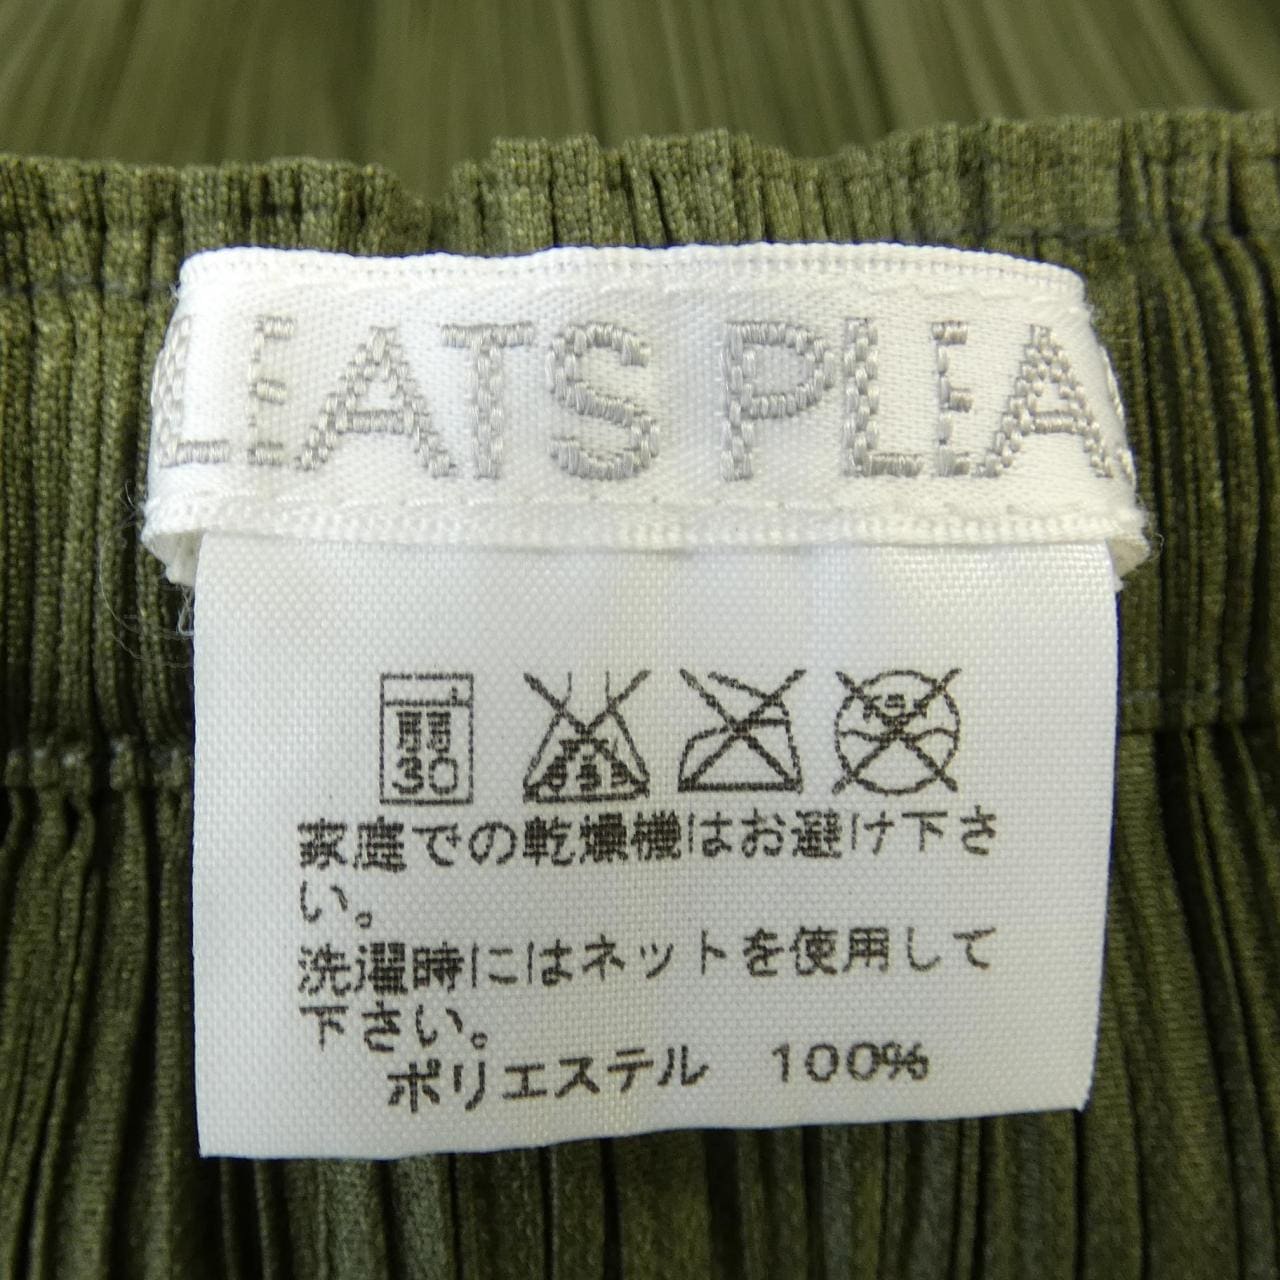 LEATS PLEA
30
家庭での乾燥機はお避け下さ
い。
洗濯時にはネットを使用して
下さい。
ポリエステル 100%